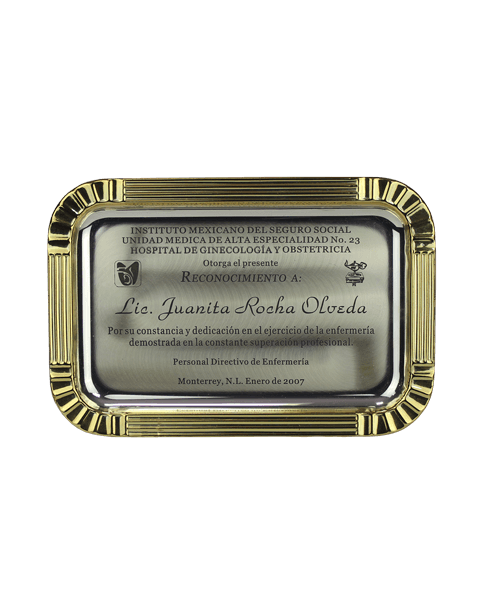 INSTITUTO MEXICANO DEL SEGURO SOCIAL
UNIDAD MEDICA DE ALTA ESPECIALIDAD No. 23
HOSPITAL DE GINECOLOGÍA Y OBSTETRICIA
Otorga el presente
RECONOCIMIENTO A:
Lic. Juanita Rocha Olveda
Por su constancia y dedicación en el ejercicio de la enfermería
demostrada en la constante superación profesional.
Personal Directivo de Enfermería
Monterrey, N.L. Enero de 2007